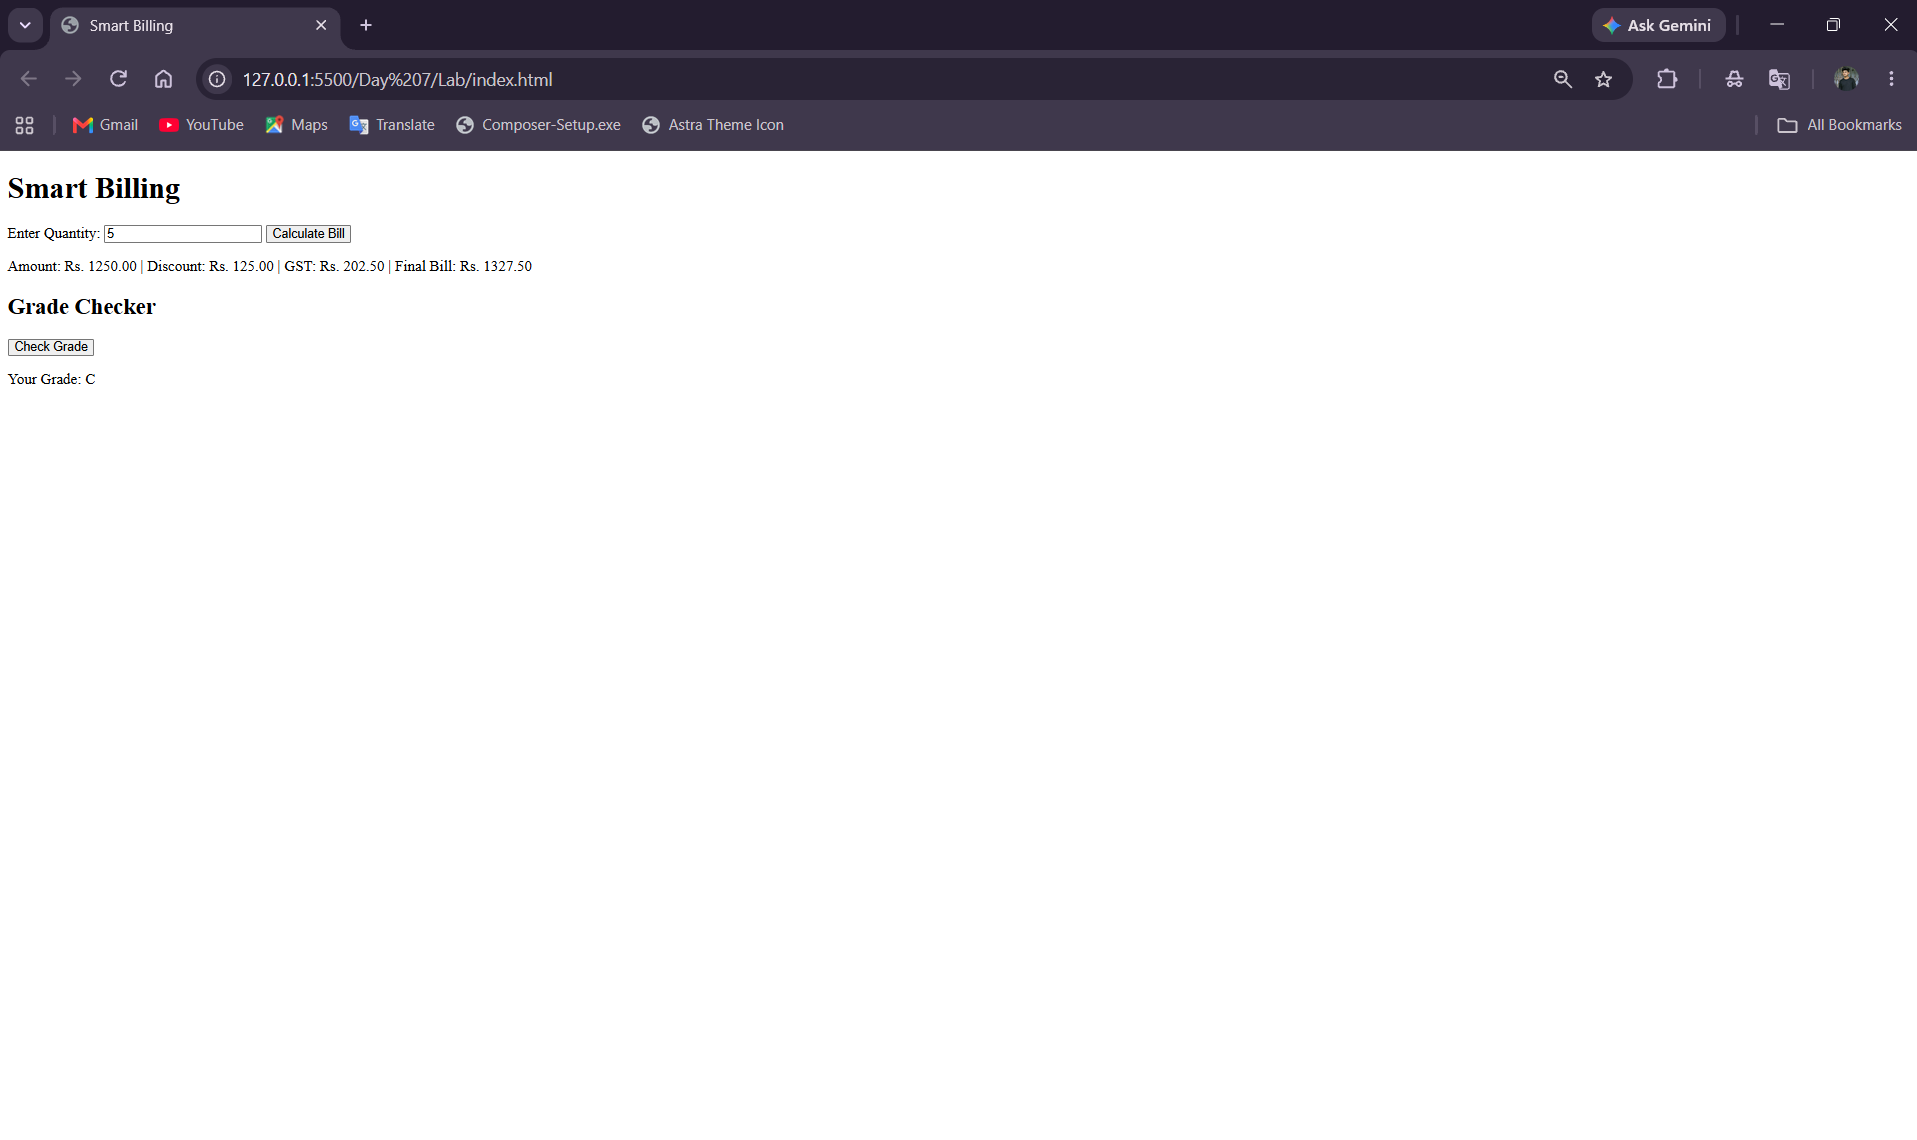 Smart Billing
Ask Gemini
127.0.0.1:5500/Day%207/Lab/index.html
Gmail YouTube Maps Translate Composer-Setup.exe Astra Theme Icon All Bookmarks
Smart Billing
Enter Quantity: 5 Calculate Bill
Amount: Rs. 1250.00 | Discount: Rs. 125.00 | GST: Rs. 202.50 | Final Bill: Rs. 1327.50
Grade Checker
Check Grade
Your Grade: C